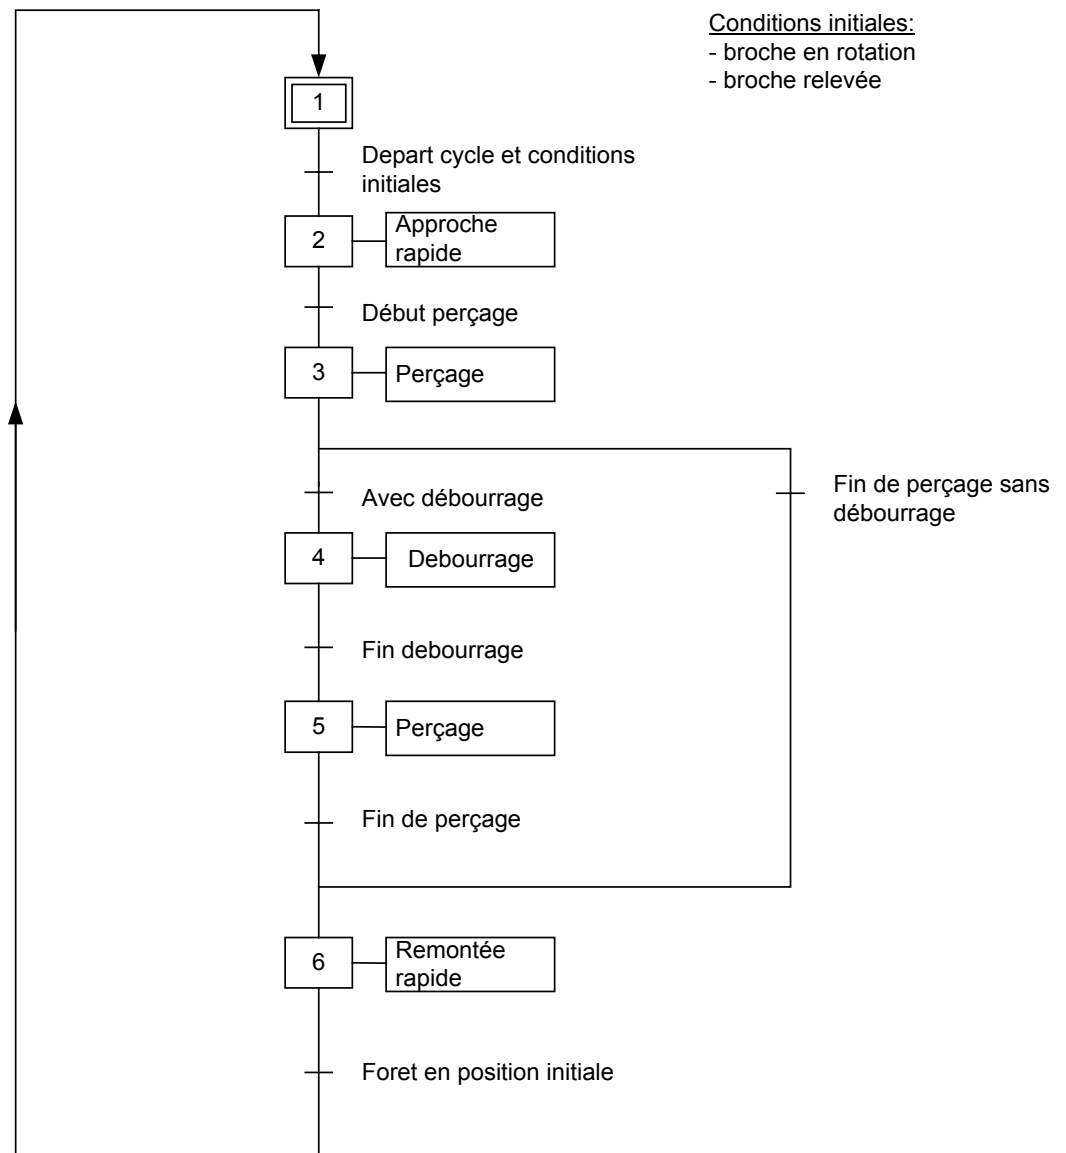 Conditions initiales:
- broche en rotation
- broche relevée
1
Depart cycle et conditions
initiales
2
Approche
rapide
Début perçage
3
Perçage
Avec débourrage
Fin de perçage sans
débourrage
4
Debourrage
Fin debourrage
5
Perçage
Fin de perçage
6
Remontée
rapide
Foret en position initiale